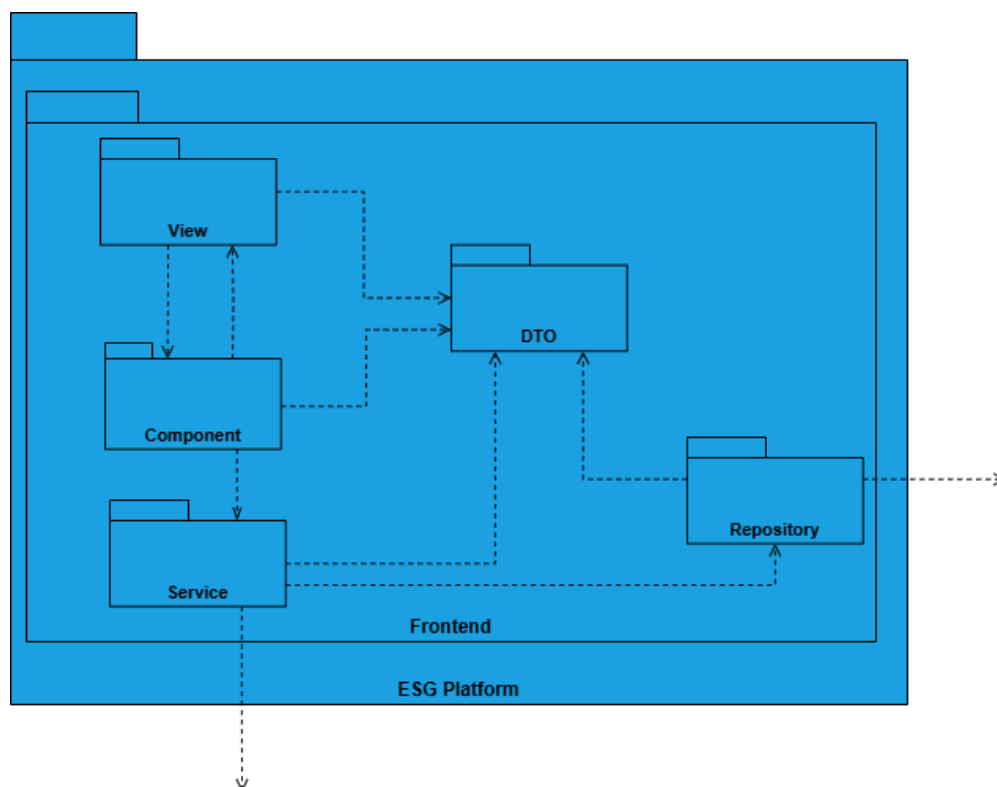 View
DTO
Component
Repository
Service
Frontend
ESG Platform